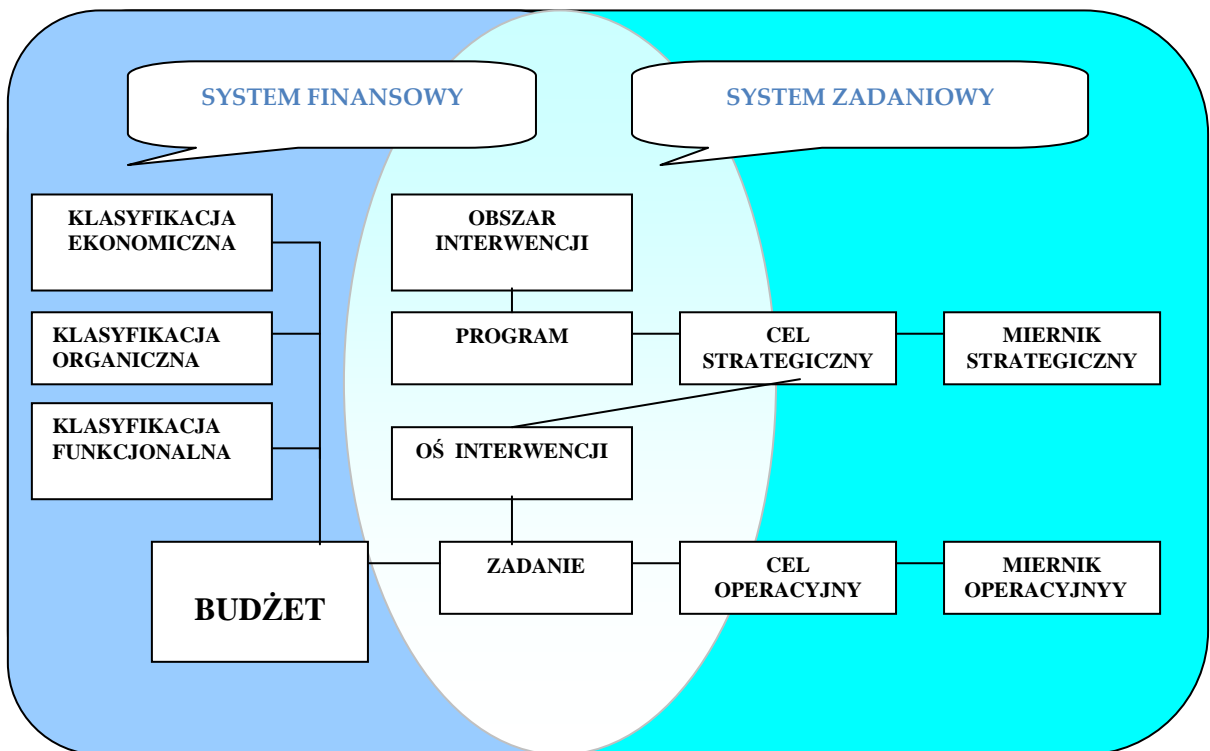 SYSTEM FINANSOWY
SYSTEM ZADANIOWY
KLASYFIKACJA
EKONOMICZNA
OBSZAR
INTERWENCJI
KLASYFIKACJA
ORGANICZNA
PROGRAM
CEL
STRATEGICZNY
MIERNIK
STRATEGICZNY
KLASYFIKACJA
FUNKCJONALNA
OŚ INTERWENCJI
BUDŻET
ZADANIE
CEL
OPERACYJNY
MIERNIK
OPERACYJNYY